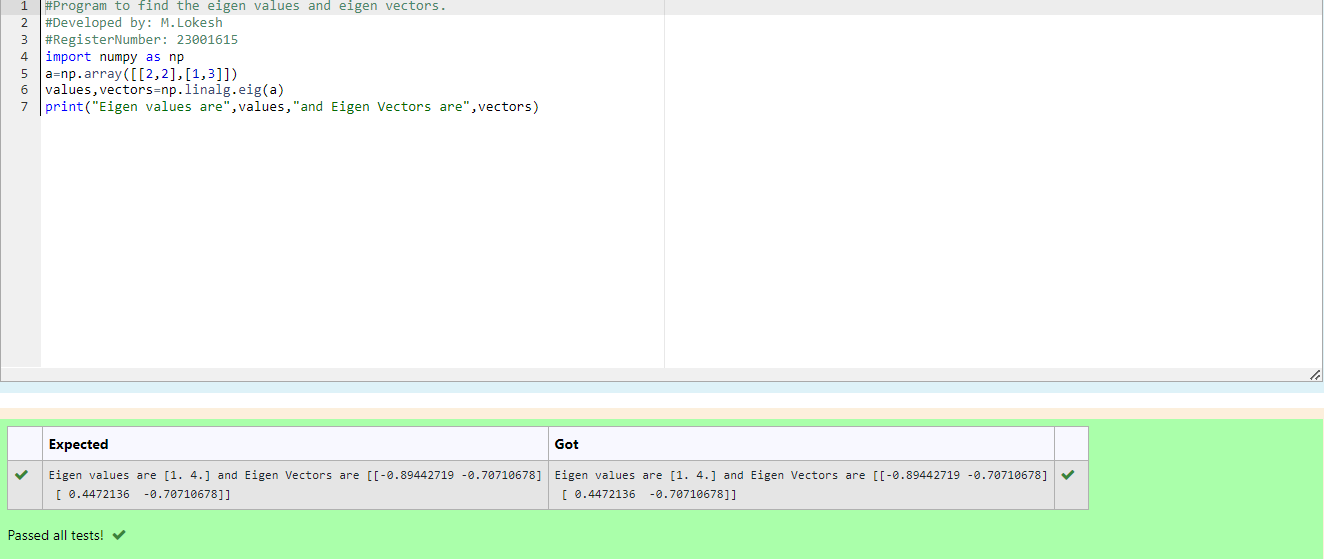 1 #Program to find the eigen values and eigen vectors.
2 #Developed by: M.Lokesh
3 #RegisterNumber: 23001615
4 import numpy as np
5 a=np.array([[2,2],[1,3]])
6 values,vectors=np.linalg.eig(a)
7 print("Eigen values are",values,"and Eigen Vectors are",vectors)
Expected Got
Eigen values are [1. 4.] and Eigen Vectors are [[-0.89442719 -0.70710678] Eigen values are [1. 4.] and Eigen Vectors are [[-0.89442719 -0.70710678]
[ 0.4472136  -0.70710678]] [ 0.4472136  -0.70710678]]
Passed all tests!